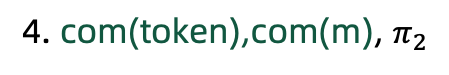 4. com(token),com(m), π₂